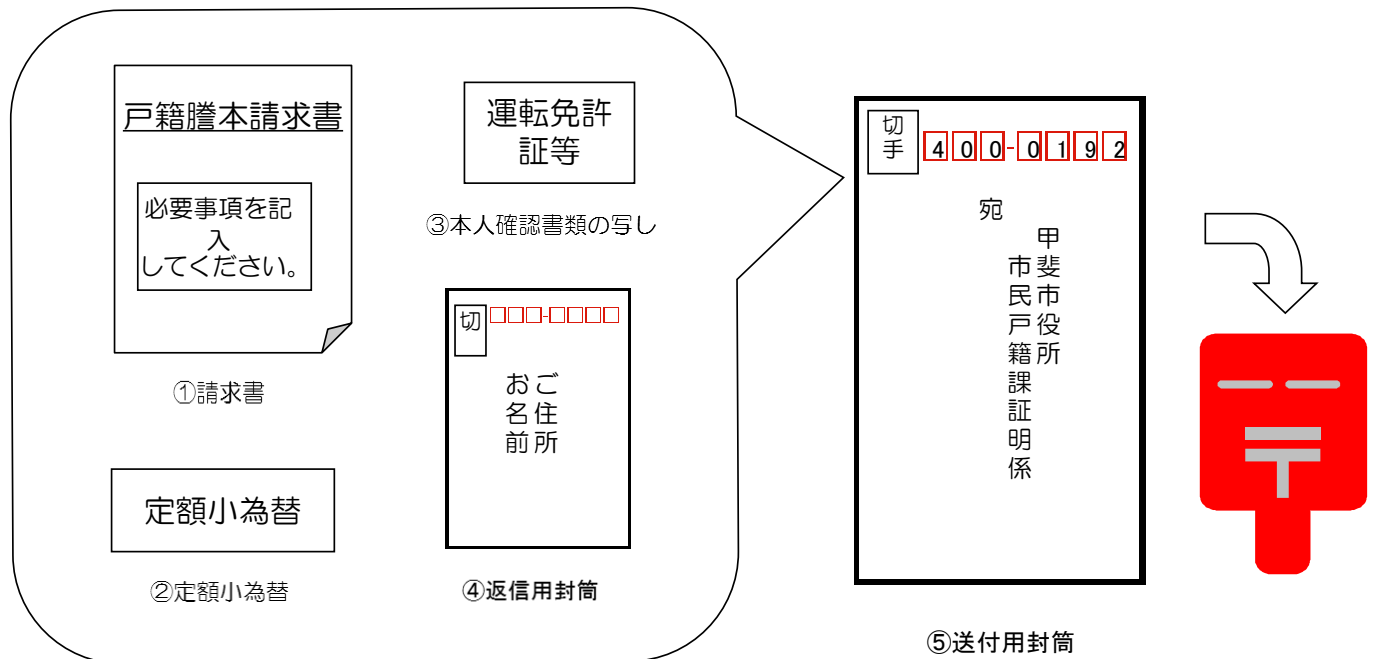 戸籍謄本請求書
必要事項を記
入
してください。
①請求書
定額小為替
②定額小為替
運転免許
証等
③本人確認書類の写し
切
□□□-□□□□
ご住所
お名前
④返信用封筒
切
手
400-0192
甲斐市役所
市民戸籍課証明係
宛
⑤送付用封筒
〒